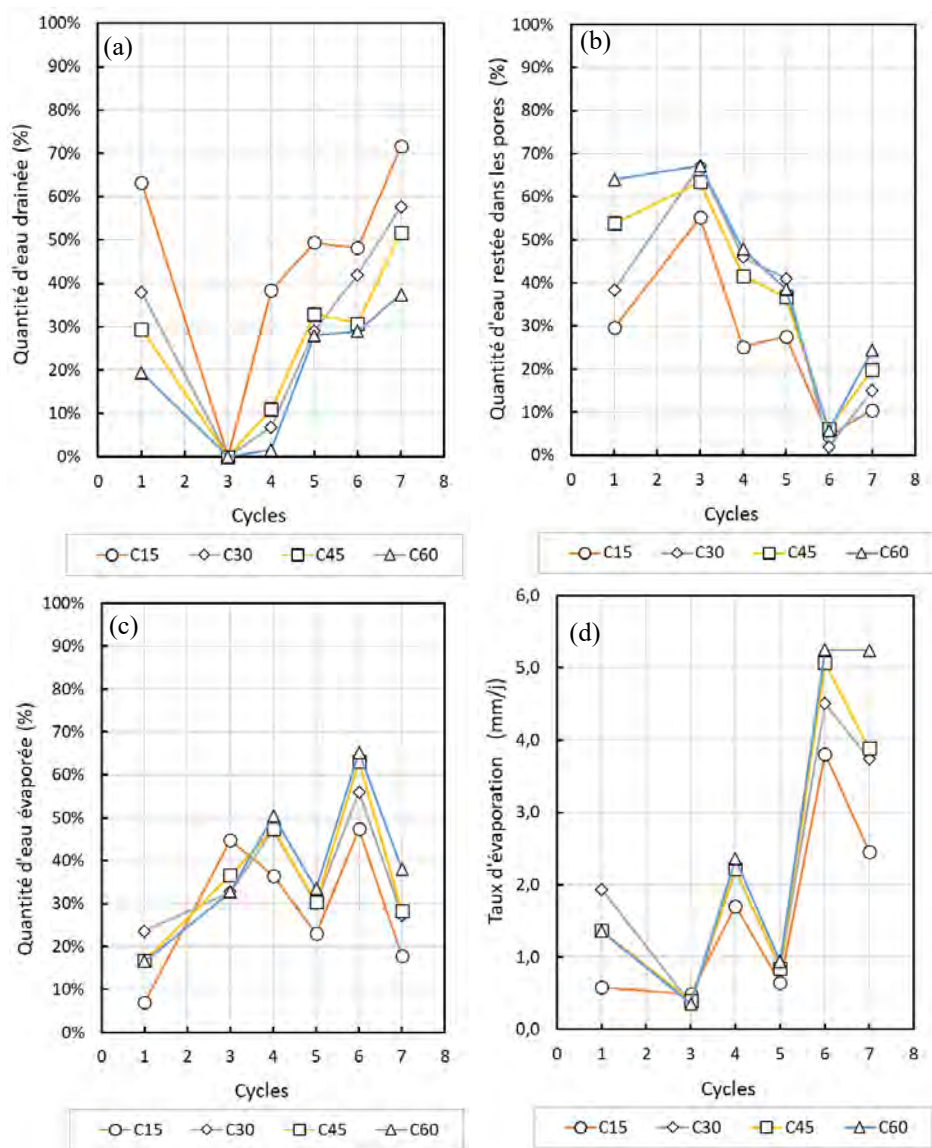 (a)
Quantité d'eau drainée (%)
100%
90%
80%
70%
60%
50%
40%
30%
20%
10%
0%
0 1 2 3 4 5 6 7 8
Cycles
C15 C30 C45 C60
(b)
Quantité d'eau restée dans les pores (%)
100%
90%
80%
70%
60%
50%
40%
30%
20%
10%
0%
0 1 2 3 4 5 6 7 8
Cycles
C15 C30 C45 C60
(c)
Quantité d'eau évaporée (%)
100%
90%
80%
70%
60%
50%
40%
30%
20%
10%
0%
0 1 2 3 4 5 6 7 8
Cycles
C15 C30 C45 C60
(d)
Taux d'évaporation (mm/j)
6,0
5,0
4,0
3,0
2,0
1,0
0,0
0 1 2 3 4 5 6 7 8
Cycles
C15 C30 C45 C60